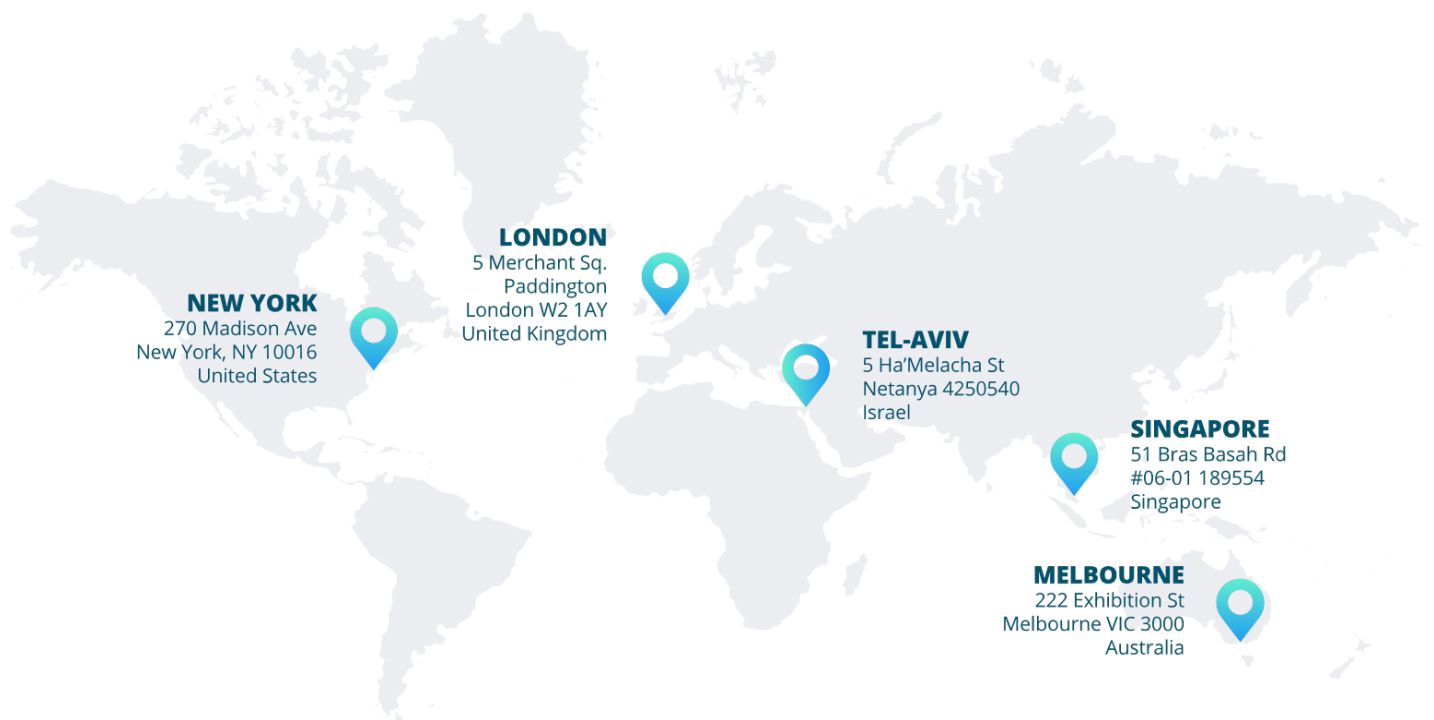 LONDON
5 Merchant Sq.
Paddington
London W2 1AY
United Kingdom
NEW YORK
270 Madison Ave
New York, NY 10016
United States
TEL-AVIV
5 Ha’Melacha St
Netanya 4250540
Israel
SINGAPORE
51 Bras Basah Rd
#06-01 189554
Singapore
MELBOURNE
222 Exhibition St
Melbourne VIC 3000
Australia